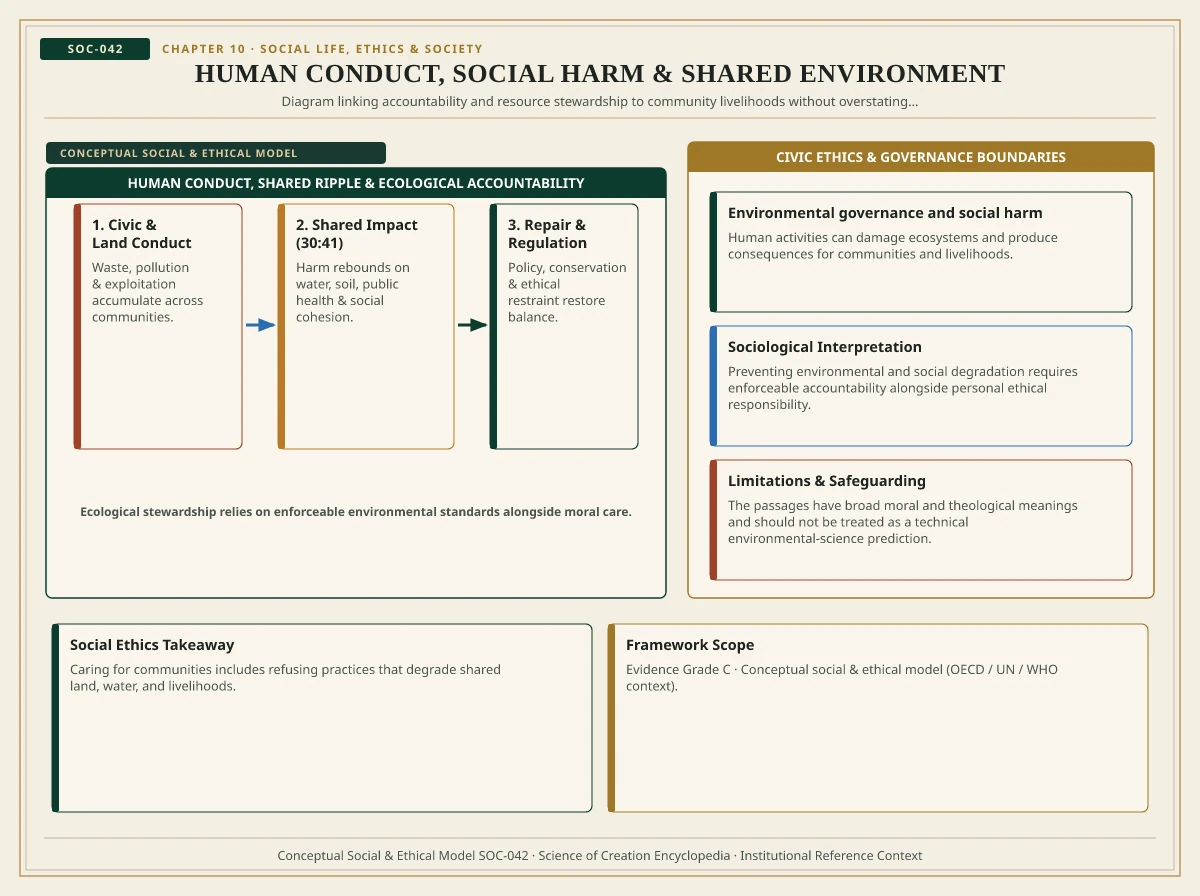 SOC-042
CHAPTER 10 · SOCIAL LIFE, ETHICS & SOCIETY
HUMAN CONDUCT, SOCIAL HARM & SHARED ENVIRONMENT
Diagram linking accountability and resource stewardship to community livelihoods without overstating...
CONCEPTUAL SOCIAL & ETHICAL MODEL
HUMAN CONDUCT, SHARED RIPPLE & ECOLOGICAL ACCOUNTABILITY
1. Civic &
Land Conduct
Waste, pollution
& exploitation
accumulate across
communities.
2. Shared Impact
(30:41)
Harm rebounds on
water, soil, public
health & social
cohesion.
3. Repair &
Regulation
Policy, conservation
& ethical
restraint restore
balance.
Ecological stewardship relies on enforceable environmental standards alongside moral care.
CIVIC ETHICS & GOVERNANCE BOUNDARIES
Environmental governance and social harm
Human activities can damage ecosystems and produce
consequences for communities and livelihoods.
Sociological Interpretation
Preventing environmental and social degradation requires
enforceable accountability alongside personal ethical
responsibility.
Limitations & Safeguarding
The passages have broad moral and theological meanings
and should not be treated as a technical
environmental-science prediction.
Social Ethics Takeaway
Caring for communities includes refusing practices that degrade shared
land, water, and livelihoods.
Framework Scope
Evidence Grade C · Conceptual social & ethical model (OECD / UN / WHO
context).
Conceptual Social & Ethical Model SOC-042 · Science of Creation Encyclopedia · Institutional Reference Context